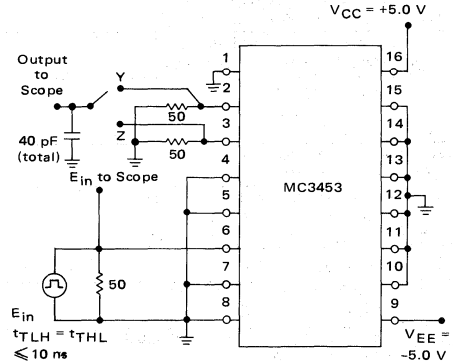 VCC = +5.0 V
Output
to
Scope
Y
Z
50
50
40 pF
(total)
Ein to Scope
1
2
3
4
5
6
7
8
MC3453
16
15
14
13
12
11
10
9
50
Ein
tTLH = tTHL
≤ 10 ns
VEE =
-5.0 V